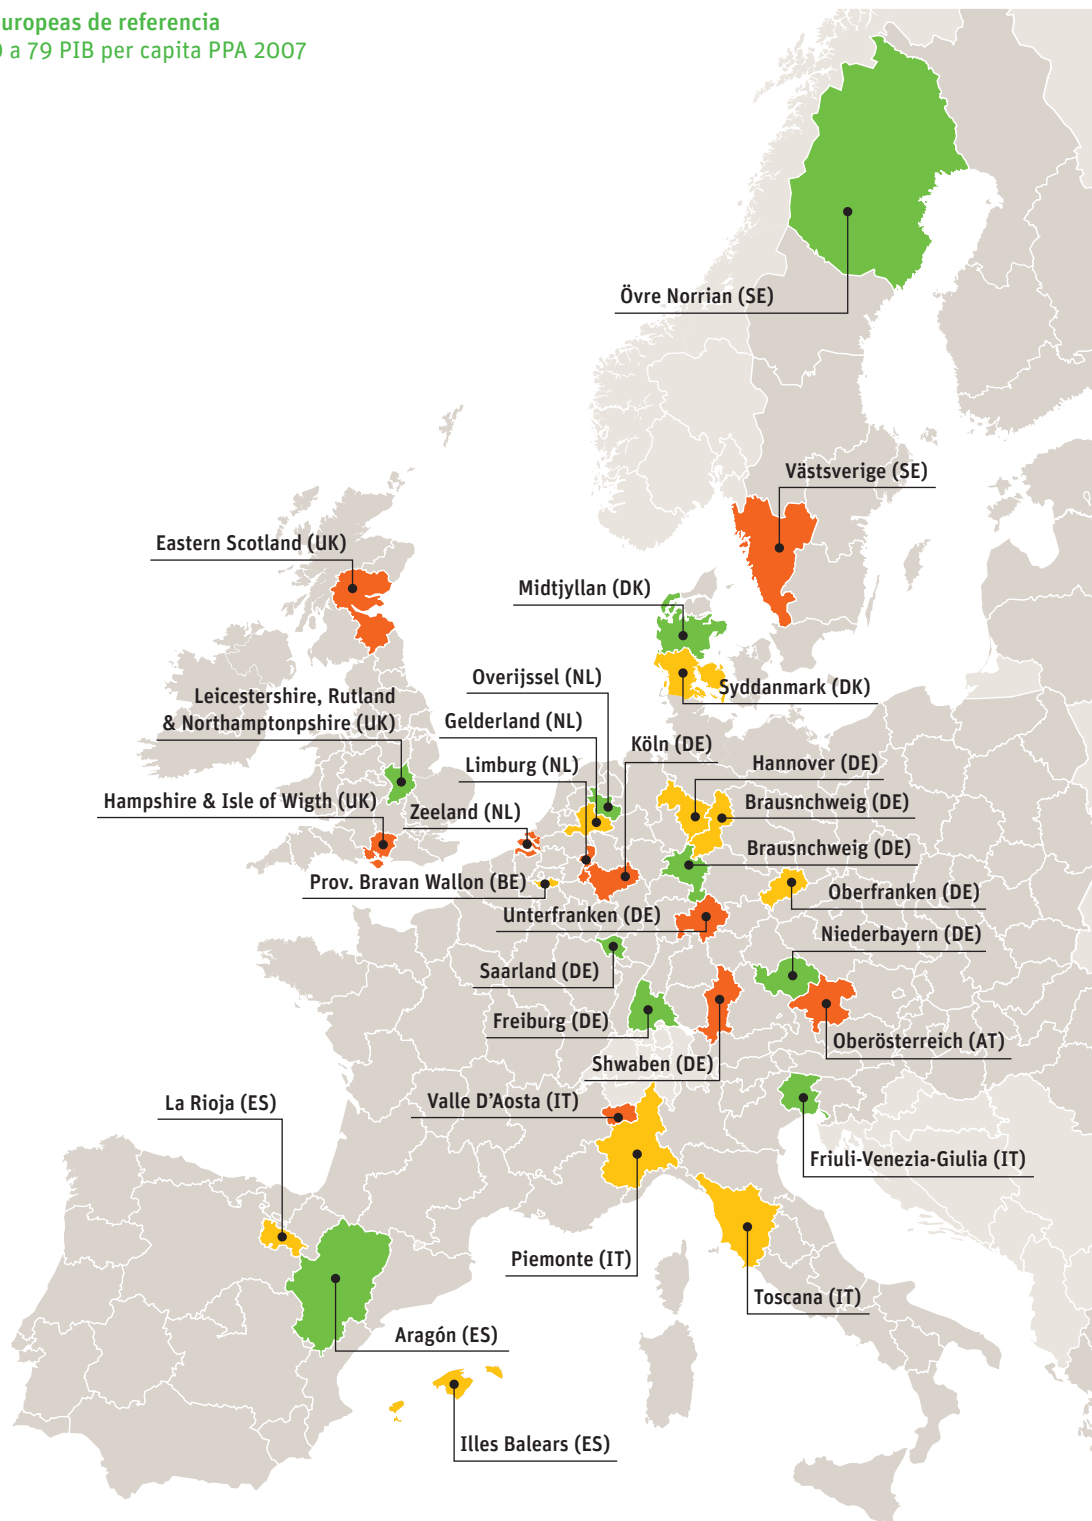 uropeas de referencia
a 79 PIB per capita PPA 2007
Övre Norrian (SE)
Västsverige (SE)
Eastern Scotland (UK)
Midtjyllan (DK)
Overijssel (NL)
Syddanmark (DK)
Leicestershire, Rutland
& Northamptonpshire (UK)
Gelderland (NL)
Köln (DE)
Limburg (NL)
Hannover (DE)
Hampshire & Isle of Wigth (UK)
Zeeland (NL)
Brausnchweig (DE)
Brausnchweig (DE)
Prov. Bravan Wallon (BE)
Oberfranken (DE)
Unterfranken (DE)
Niederbayern (DE)
Saarland (DE)
Freiburg (DE)
Oberösterreich (AT)
Shwaben (DE)
La Rioja (ES)
Valle D'Aosta (IT)
Friuli-Venezia-Giulia (IT)
Piemonte (IT)
Toscana (IT)
Aragón (ES)
Illes Balears (ES)